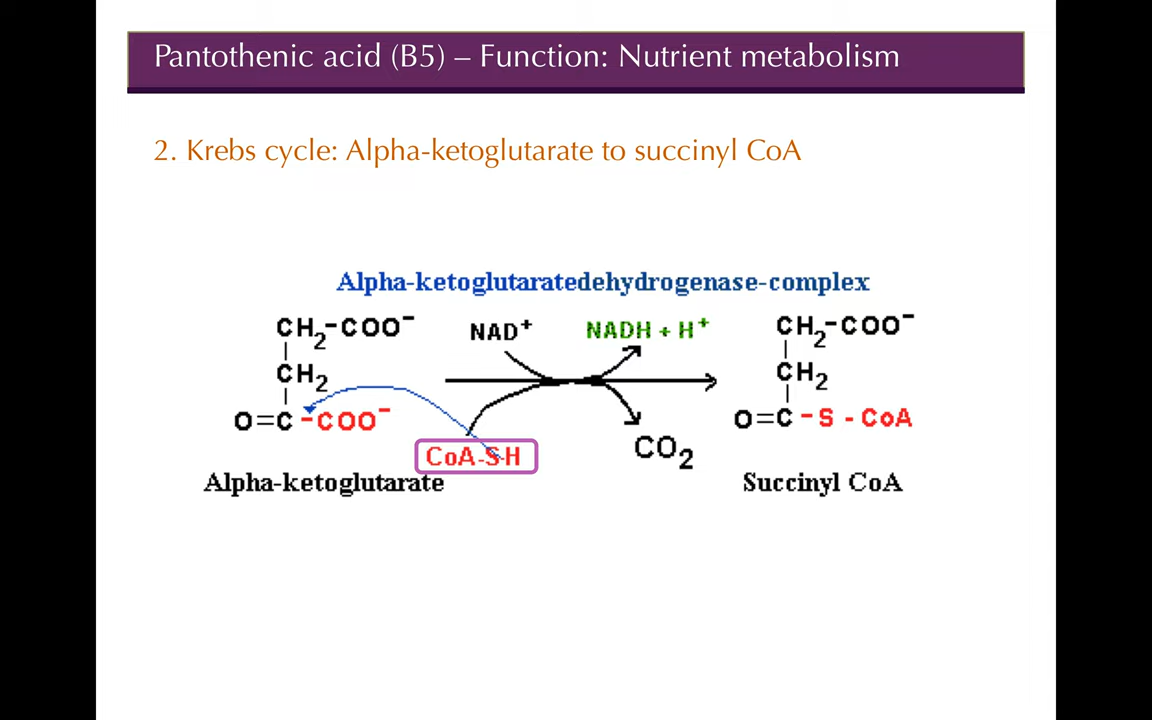 Pantothenic acid (B5) – Function: Nutrient metabolism
2. Krebs cycle: Alpha-ketoglutarate to succinyl CoA
Alpha-ketoglutaratedehydrogenase-complex
CH₂-COO⁻
CH₂
O=C-COO⁻
Alpha-ketoglutarate
NAD⁺
NADH + H⁺
CoA-S-H
CO₂
CH₂-COO⁻
CH₂
O=C-S-CoA
Succinyl CoA